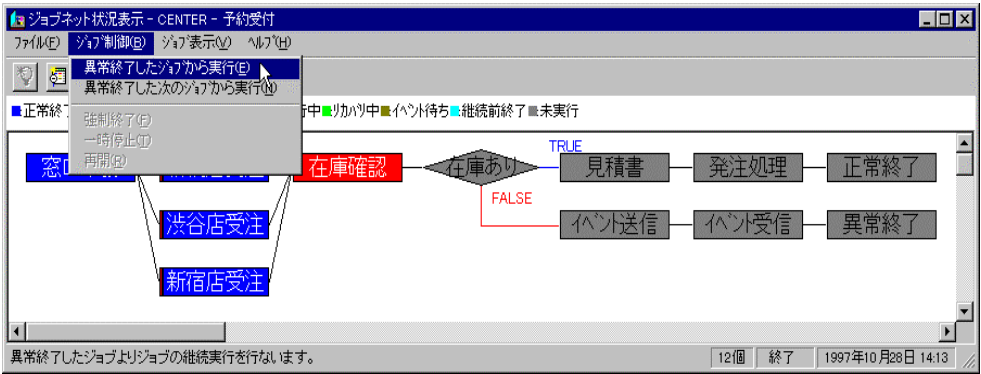 ジョブネット状況表示 - CENTER - 予約受付
ファイル(F) ジョブ制御(B) ジョブ表示(V) ヘルプ(H)
異常終了したジョブから実行(E)
異常終了した次のジョブから実行(N)
強制終了(F)
一時停止(T)
再開(R)
■正常終 行中■リカバリ中■イベント待ち■継続前終了■未実行
在庫確認
在庫あり
TRUE
見積書
発注処理
正常終了
渋谷店受注
FALSE
イベント送信
イベント受信
異常終了
新宿店受注
異常終了したジョブよりジョブの継続実行を行ないます。
12個 終了 1997年10月28日 14:13